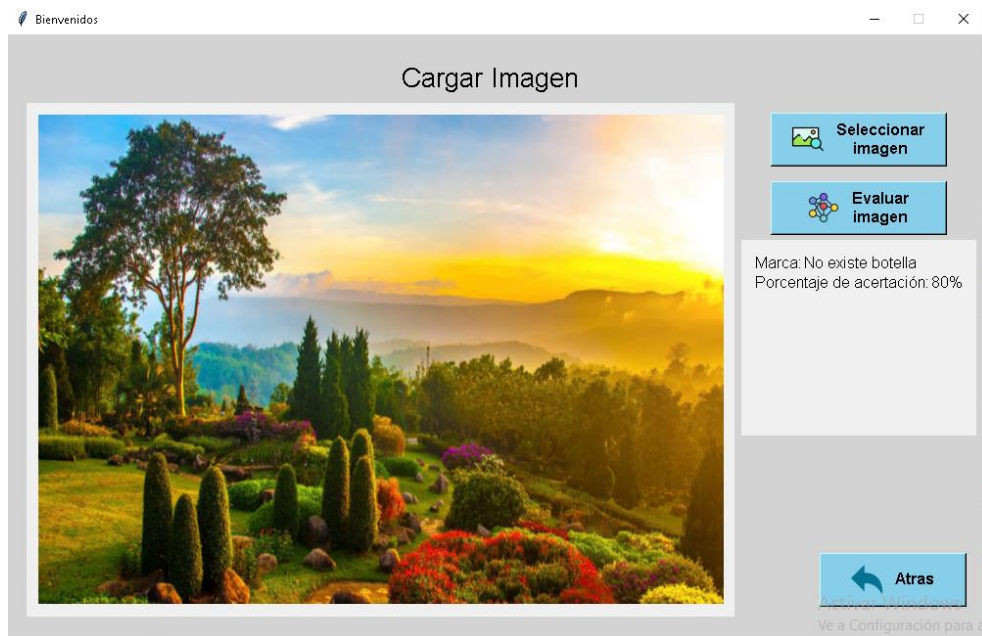 Bienvenidos
Cargar Imagen
Seleccionar
imagen
Evaluar
imagen
Marca: No existe botella
Porcentaje de acertación: 80%
Atras
Activar Windows
Ve a Configuración para a